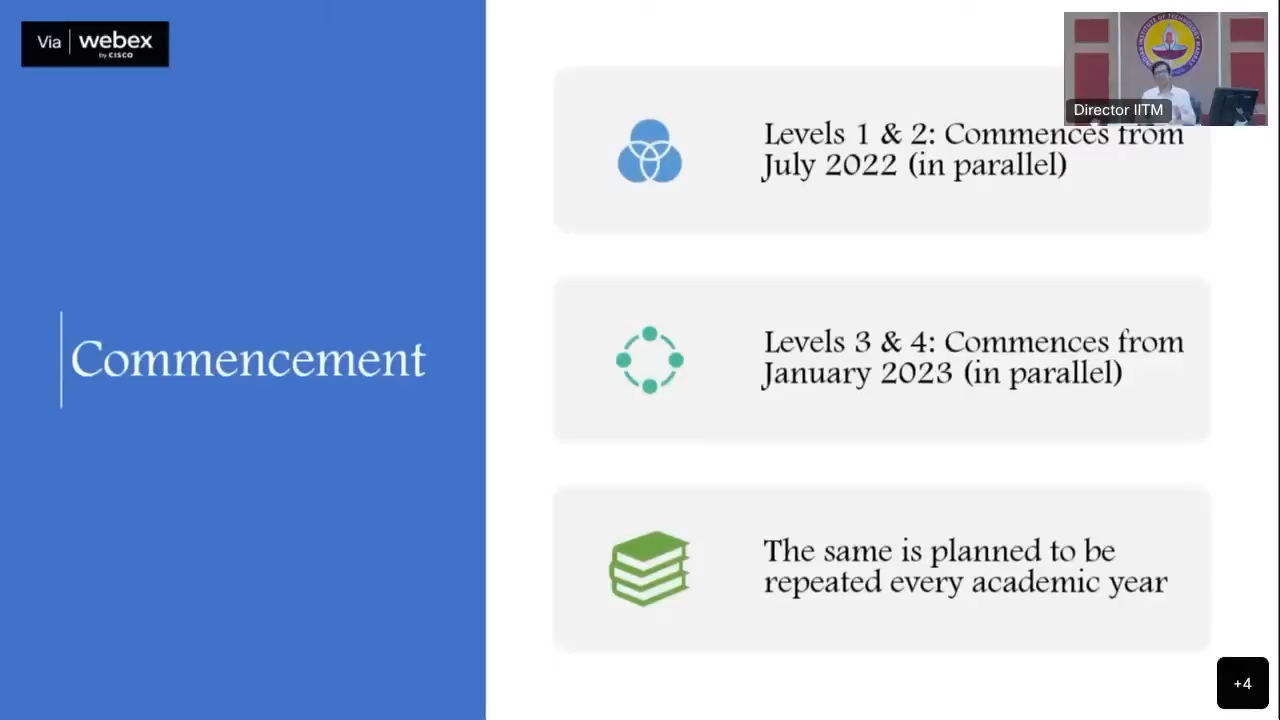 Via webex
by CISCO
Director IITM
Levels 1 & 2: Commences from
July 2022 (in parallel)
Commencement
Levels 3 & 4: Commences from
January 2023 (in parallel)
The same is planned to be
repeated every academic year
+4